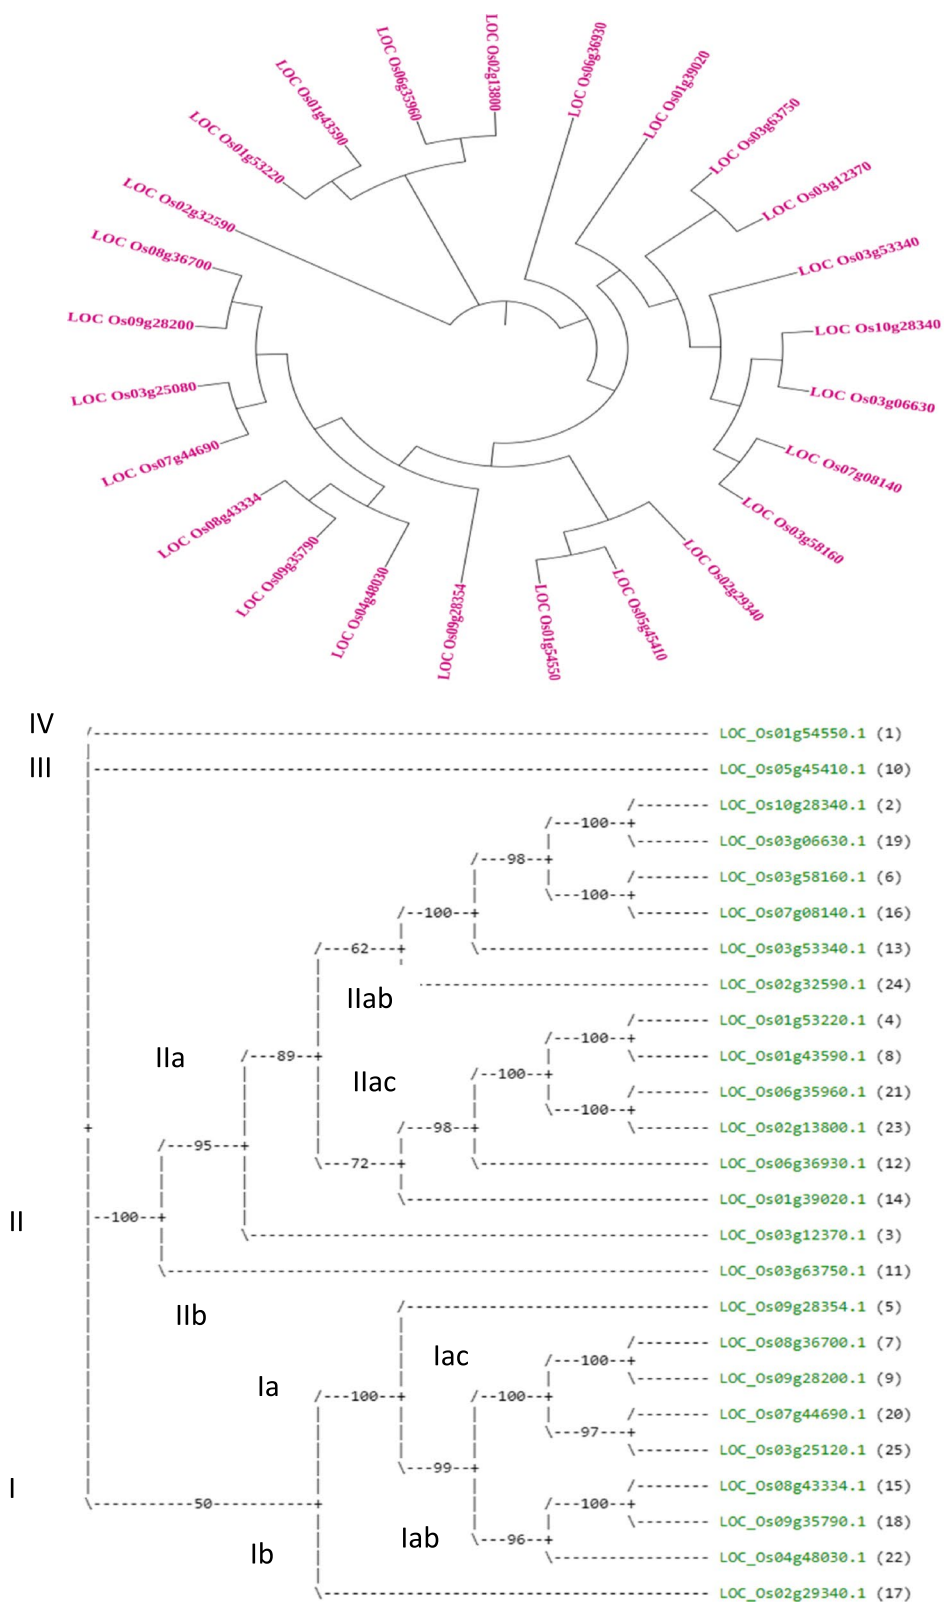 LOC Os02g13800
LOC Os06g36930
LOC Os06g35960
LOC Os01g39020
LOC Os01g43590
LOC Os03g63750
LOC Os01g53220
LOC Os03g12370
LOC Os02g32590
LOC Os03g53340
LOC Os08g36700
LOC Os09g28200
LOC Os10g28340
LOC Os03g25080
LOC Os03g06630
LOC Os07g44690
LOC Os07g08140
LOC Os08g43334
LOC Os03g58160
LOC Os09g35790
LOC Os02g29340
LOC Os04g48030
LOC Os09g28354
LOC Os01g54550
LOC Os05g45410
IV
LOC_Os01g54550.1 (1)
III
LOC_Os05g45410.1 (10)
LOC_Os10g28340.1 (2)
100
LOC_Os03g06630.1 (19)
98
LOC_Os03g58160.1 (6)
100
LOC_Os07g08140.1 (16)
100
LOC_Os03g53340.1 (13)
62
LOC_Os02g32590.1 (24)
IIab
LOC_Os01g53220.1 (4)
100
LOC_Os01g43590.1 (8)
IIa
89
100
IIac
LOC_Os06g35960.1 (21)
100
LOC_Os02g13800.1 (23)
98
95
LOC_Os06g36930.1 (12)
72
LOC_Os01g39020.1 (14)
II
100
LOC_Os03g12370.1 (3)
LOC_Os03g63750.1 (11)
IIb
LOC_Os09g28354.1 (5)
Iac
LOC_Os08g36700.1 (7)
100
LOC_Os09g28200.1 (9)
Ia
100
100
LOC_Os07g44690.1 (20)
97
LOC_Os03g25120.1 (25)
99
I
LOC_Os08g43334.1 (15)
50
100
LOC_Os09g35790.1 (18)
Iab
96
Ib
LOC_Os04g48030.1 (22)
LOC_Os02g29340.1 (17)